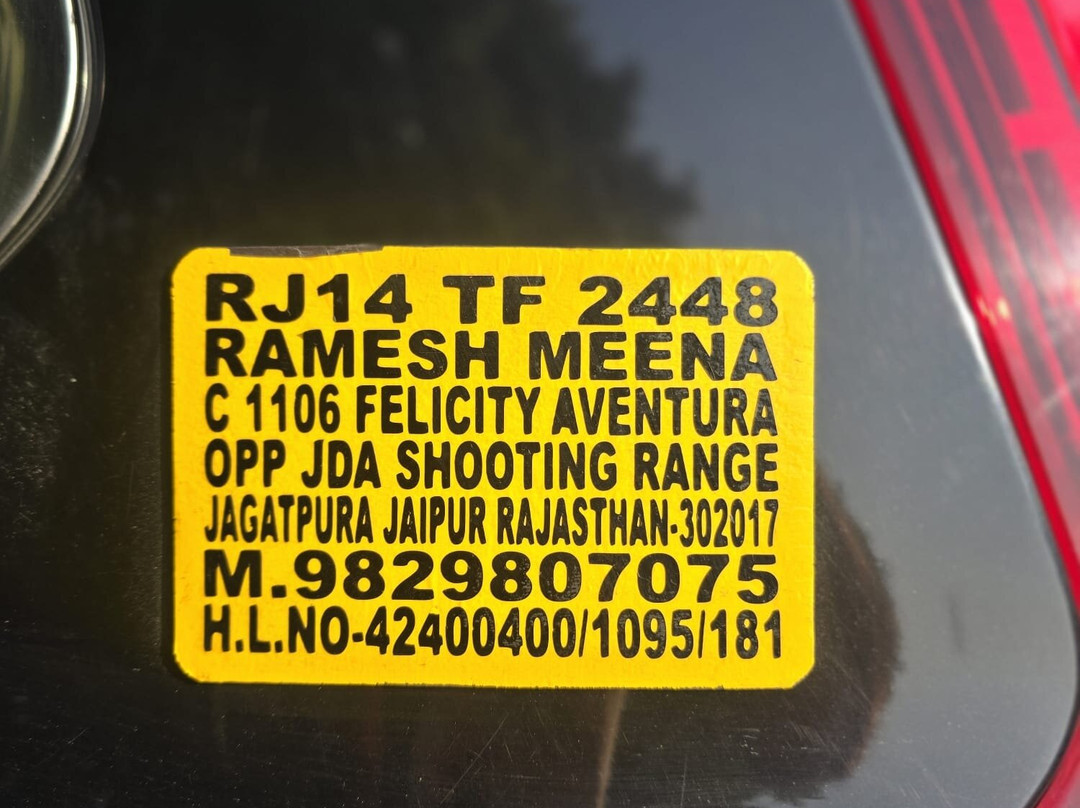 RJ14 TF 2448
RAMESH MEENA
C 1106 FELICITY AVENTURA
OPP JDA SHOOTING RANGE
JAGATPURA JAIPUR RAJASTHAN-302017
M.9829807075
H.L.NO-42400400/1095/181